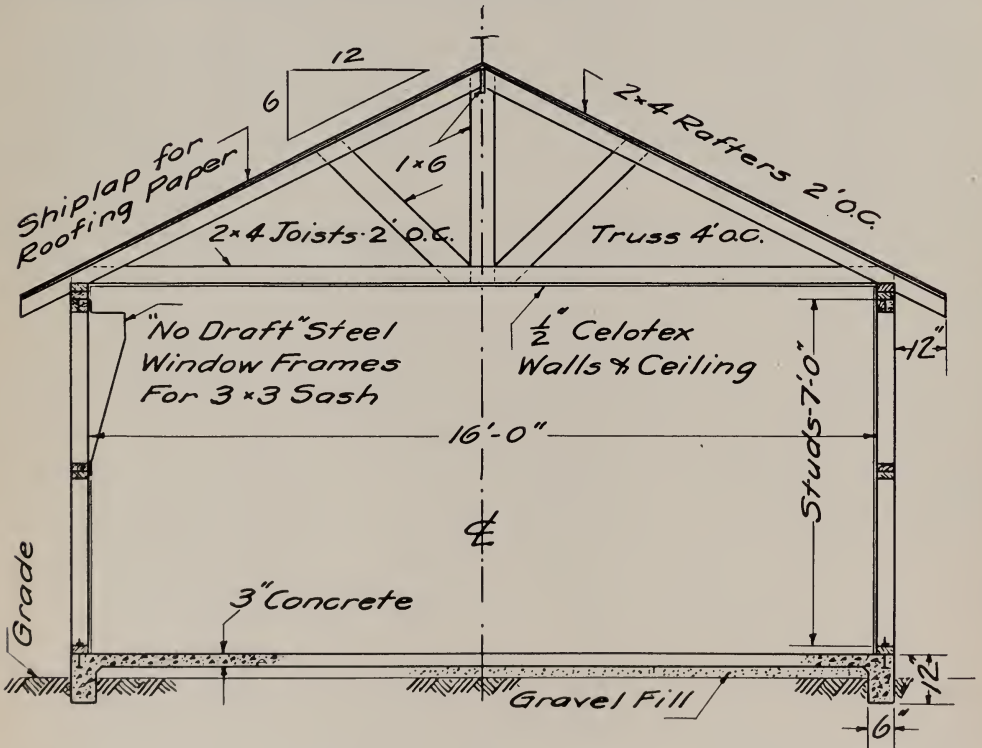 12
6
2×4 Rafters 2' O.C.
Shiplap for
Roofing Paper
1×6
2×4 Joists 2' O.C.
Truss 4' O.C.
"No Draft" Steel
Window Frames
For 3×3 Sash
½" Celotex
Walls & Ceiling
12"
16'-0"
Studs-7'-0"
℄
Grade
3" Concrete
Gravel Fill
12"
6"